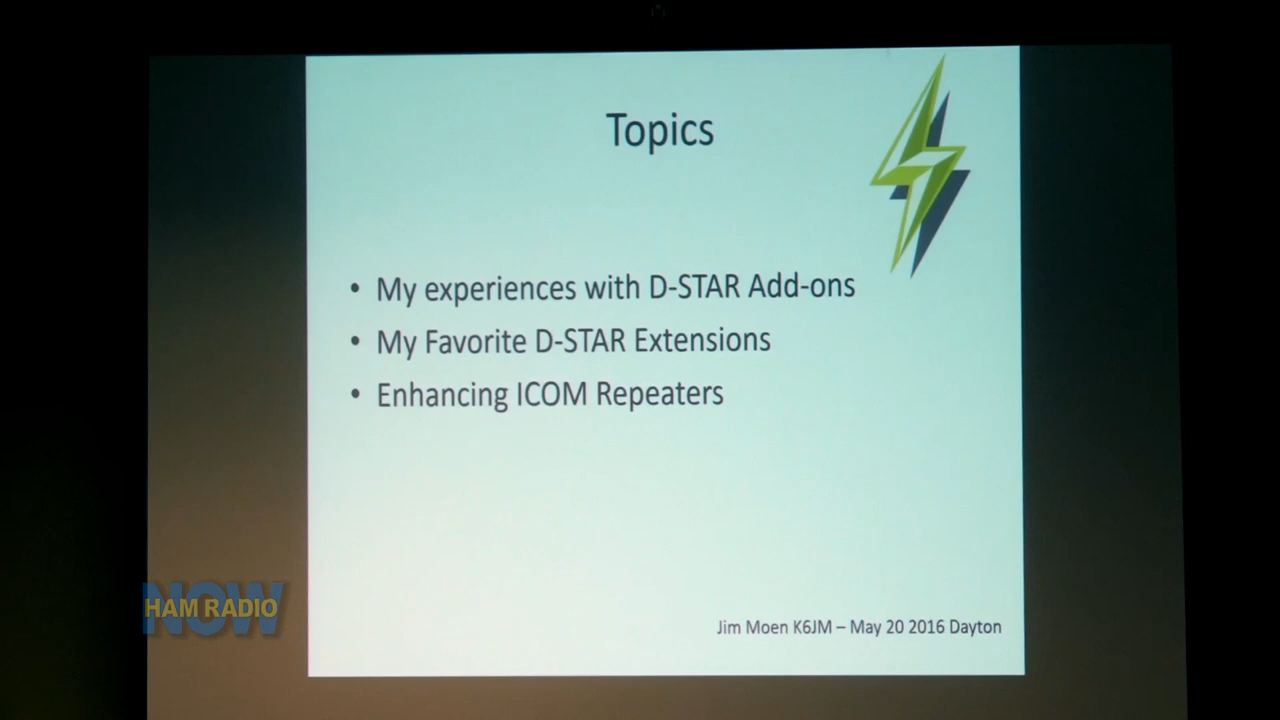 Topics
• My experiences with D-STAR Add-ons
• My Favorite D-STAR Extensions
• Enhancing ICOM Repeaters
Jim Moen K6JM – May 20 2016 Dayton
NOW
HAM RADIO